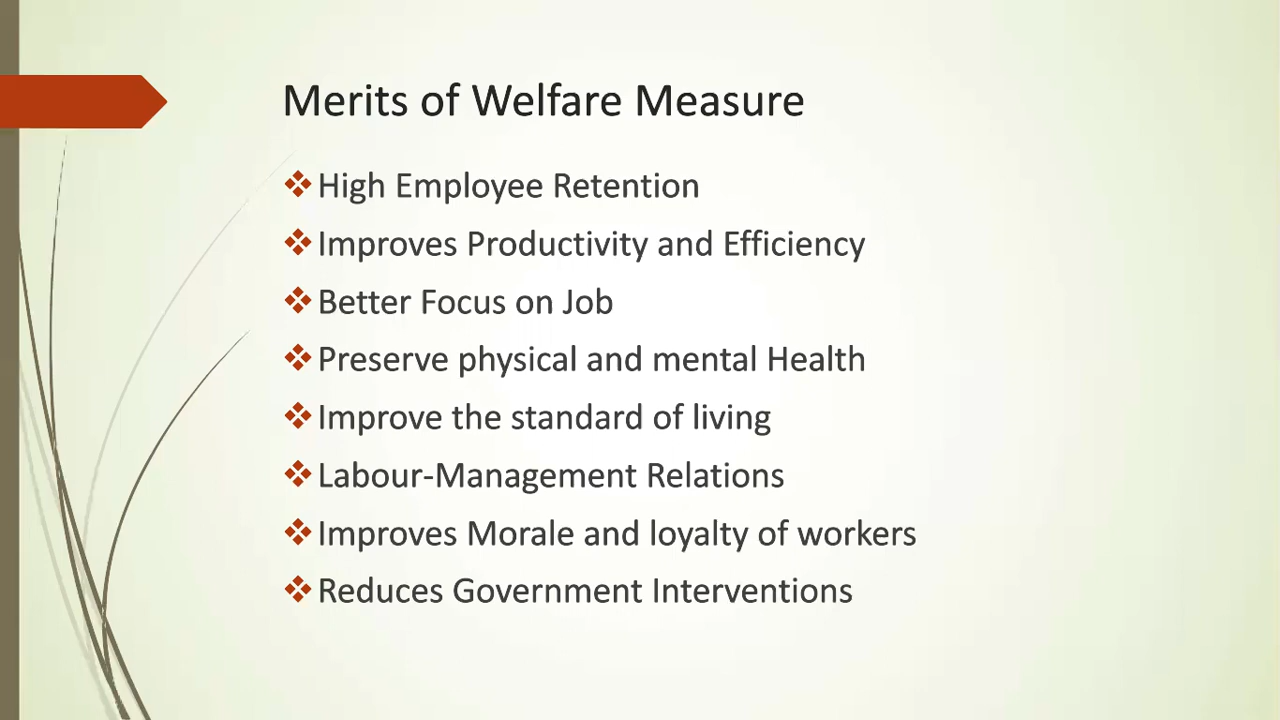 Merits of Welfare Measure
High Employee Retention
Improves Productivity and Efficiency
Better Focus on Job
Preserve physical and mental Health
Improve the standard of living
Labour-Management Relations
Improves Morale and loyalty of workers
Reduces Government Interventions